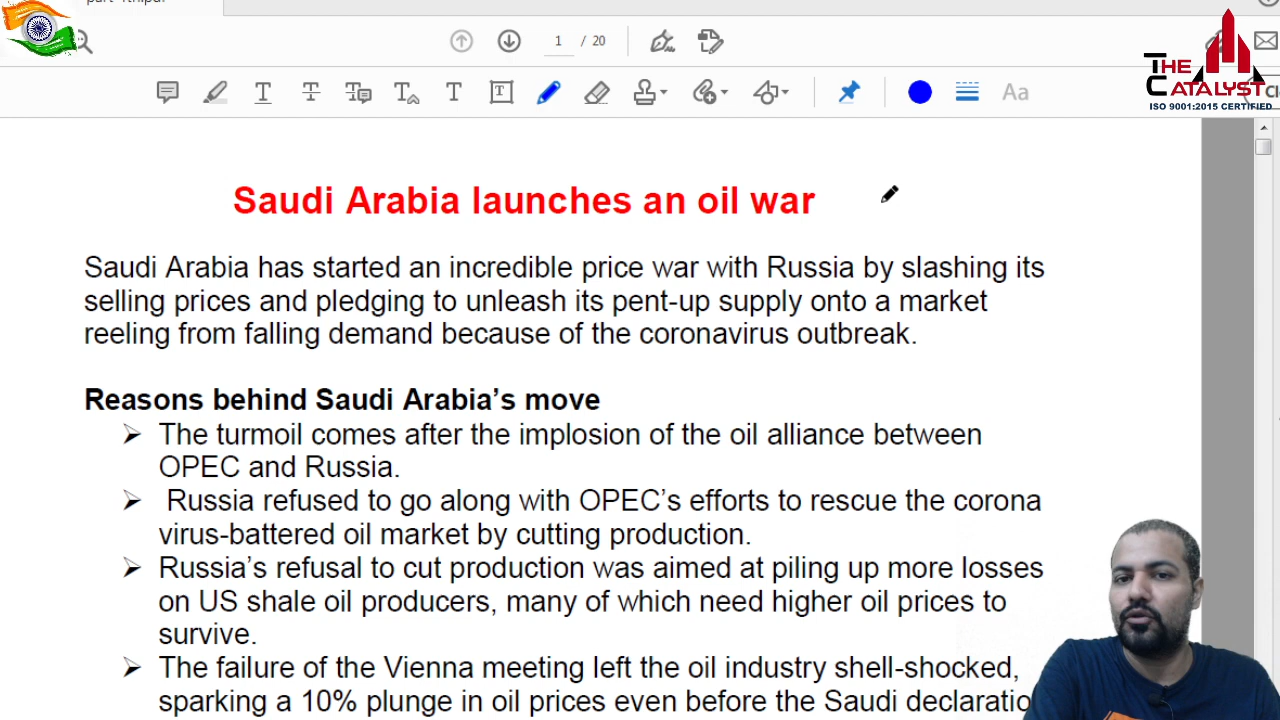 1 / 20
THE
CATALYST
ISO 9001:2015 CERTIFIED
Aa
Saudi Arabia launches an oil war
Saudi Arabia has started an incredible price war with Russia by slashing its
selling prices and pledging to unleash its pent-up supply onto a market
reeling from falling demand because of the coronavirus outbreak.
Reasons behind Saudi Arabia's move
➢ The turmoil comes after the implosion of the oil alliance between
OPEC and Russia.
➢ Russia refused to go along with OPEC's efforts to rescue the corona
virus-battered oil market by cutting production.
➢ Russia's refusal to cut production was aimed at piling up more losses
on US shale oil producers, many of which need higher oil prices to
survive.
➢ The failure of the Vienna meeting left the oil industry shell-shocked,
sparking a 10% plunge in oil prices even before the Saudi